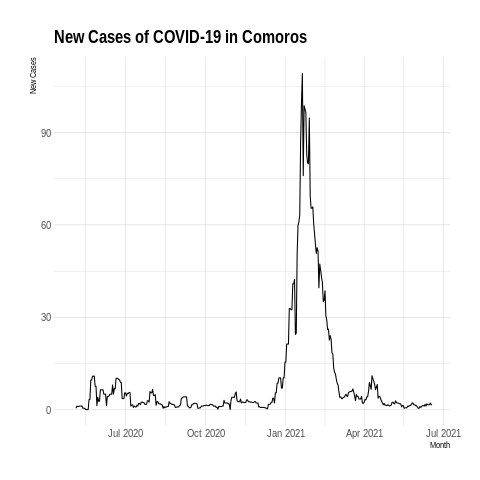 New Cases of COVID-19 in Comoros
New Cases
90
60
30
0
Jul 2020 Oct 2020 Jan 2021 Apr 2021 Jul 2021
Month